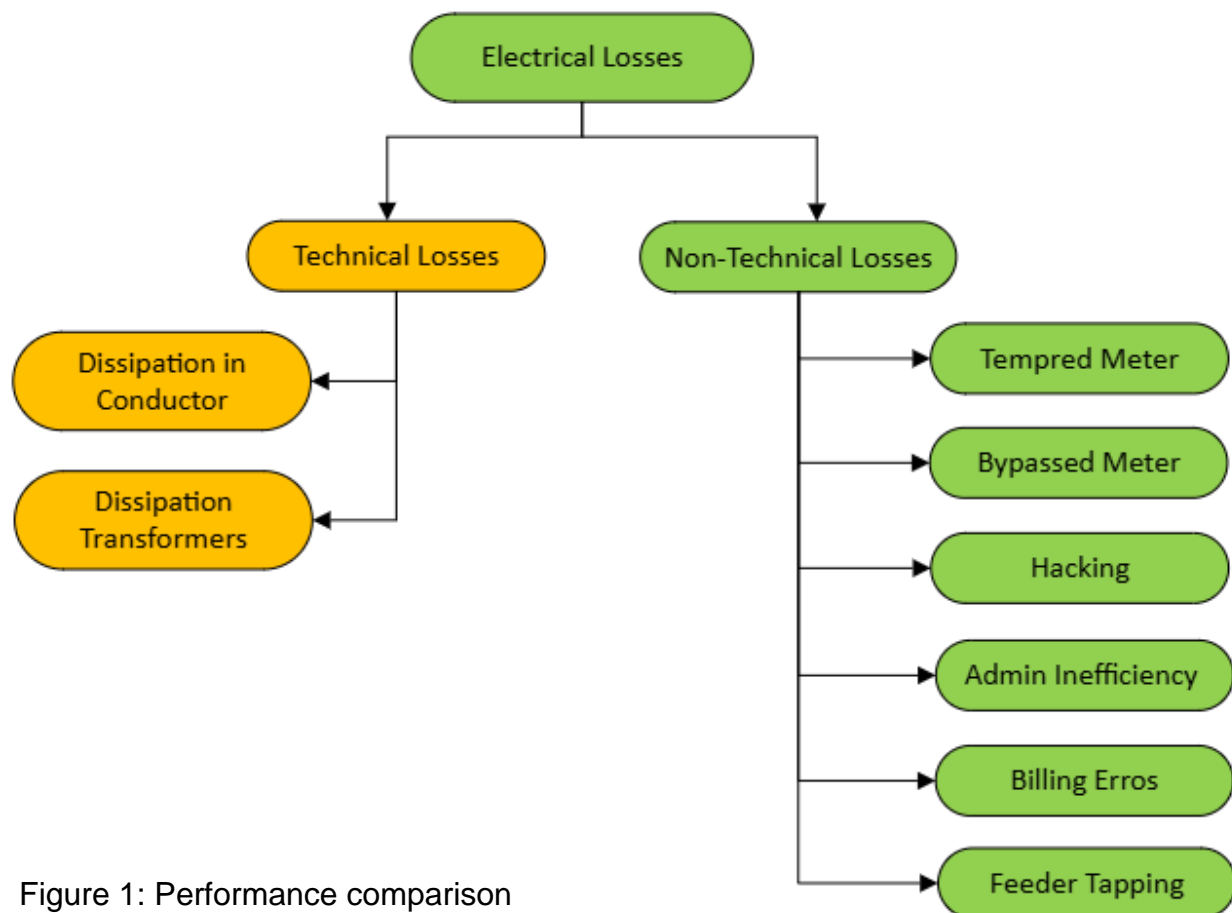 Electrical Losses
Technical Losses
Non-Technical Losses
Dissipation in
Conductor
Dissipation
Transformers
Tempred Meter
Bypassed Meter
Hacking
Admin Inefficiency
Billing Erros
Feeder Tapping
Figure 1: Performance comparison